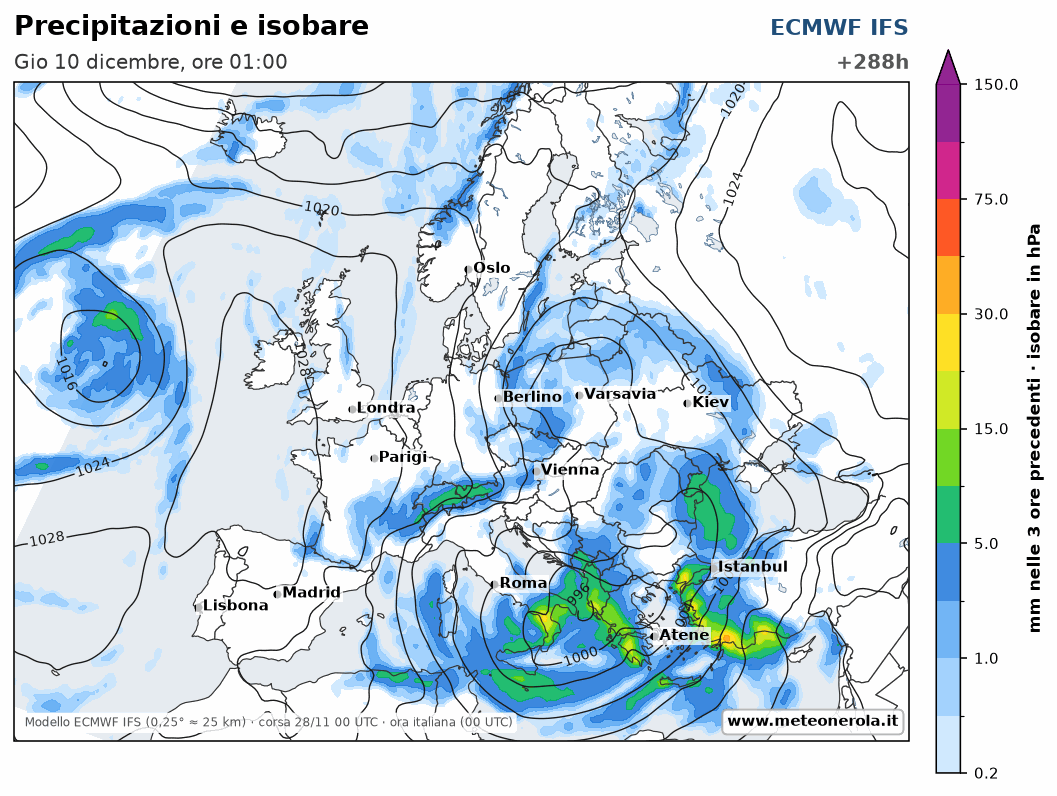 Precipitazioni e isobare
ECMWF IFS
Gio 10 dicembre, ore 01:00
+288h
150.0
75.0
30.0
15.0
5.0
1.0
0.2
mm nelle 3 ore precedenti · isobare in hPa
1020
1024
1020
Oslo
1016
1028
Londra
Berlino
Varsavia
Kiev
Parigi
1024
Vienna
1028
Lisbona
Madrid
Roma
996
Istanbul
Atene
1000
Modello ECMWF IFS (0,25° ≈ 25 km) · corsa 28/11 00 UTC · ora italiana (00 UTC)
www.meteonerola.it